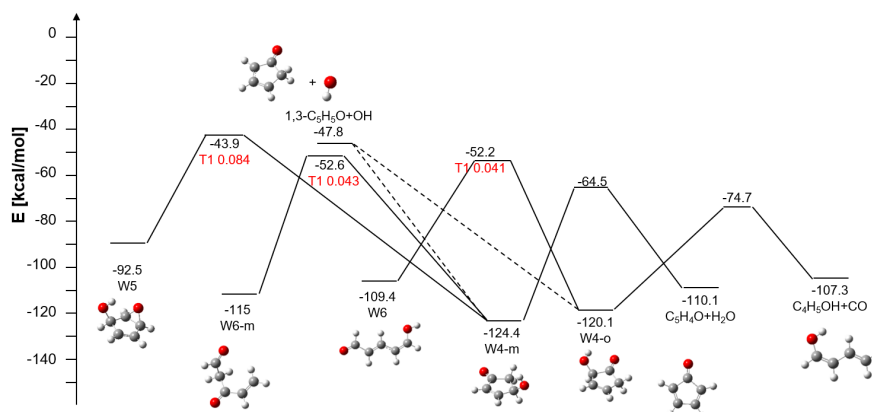 E [kcal/mol]
0
-20
-40
-60
-80
-100
-120
-140
+
1,3-C₅H₅O+OH
-47.8
-43.9
T1 0.084
-52.6
T1 0.043
-52.2
T1 0.041
-64.5
-74.7
-92.5
W5
-115
W6-m
-109.4
W6
-124.4
W4-m
-120.1
W4-o
-110.1
C₅H₄O+H₂O
-107.3
C₄H₅OH+CO